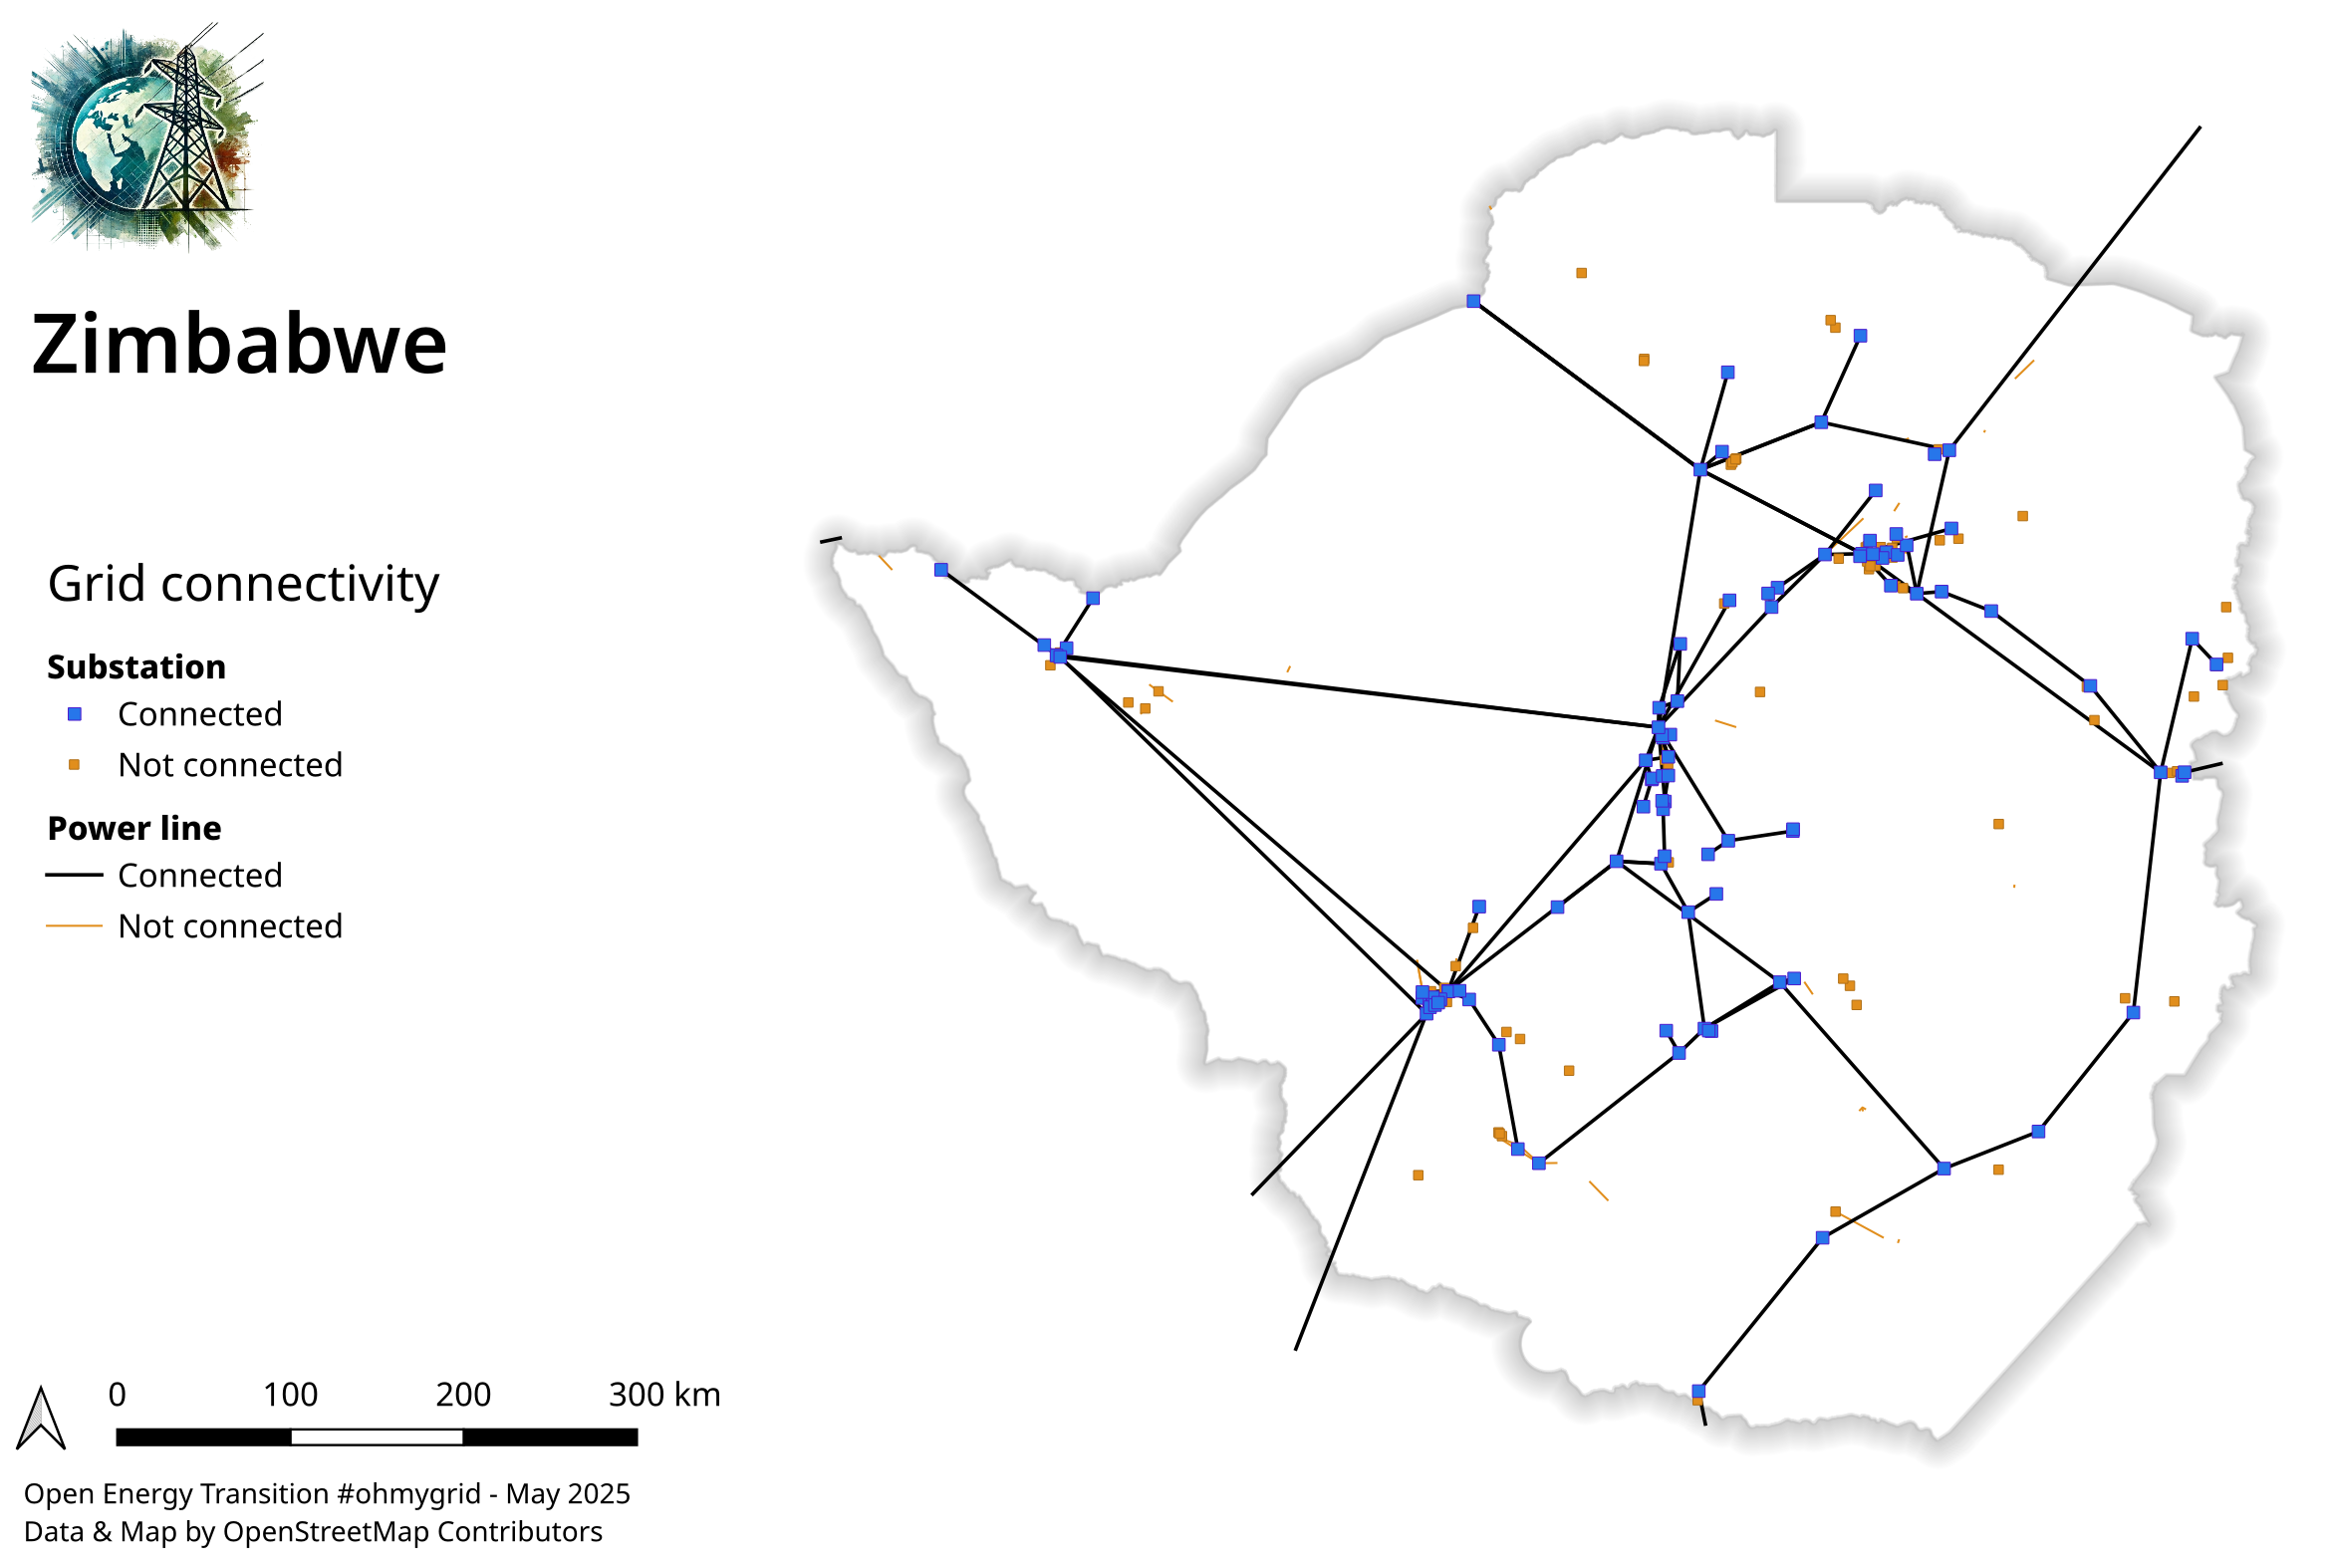 Zimbabwe
Grid connectivity
Substation
Connected
Not connected
Power line
Connected
Not connected
0 100 200 300 km
Open Energy Transition #ohmygrid - May 2025
Data & Map by OpenStreetMap Contributors